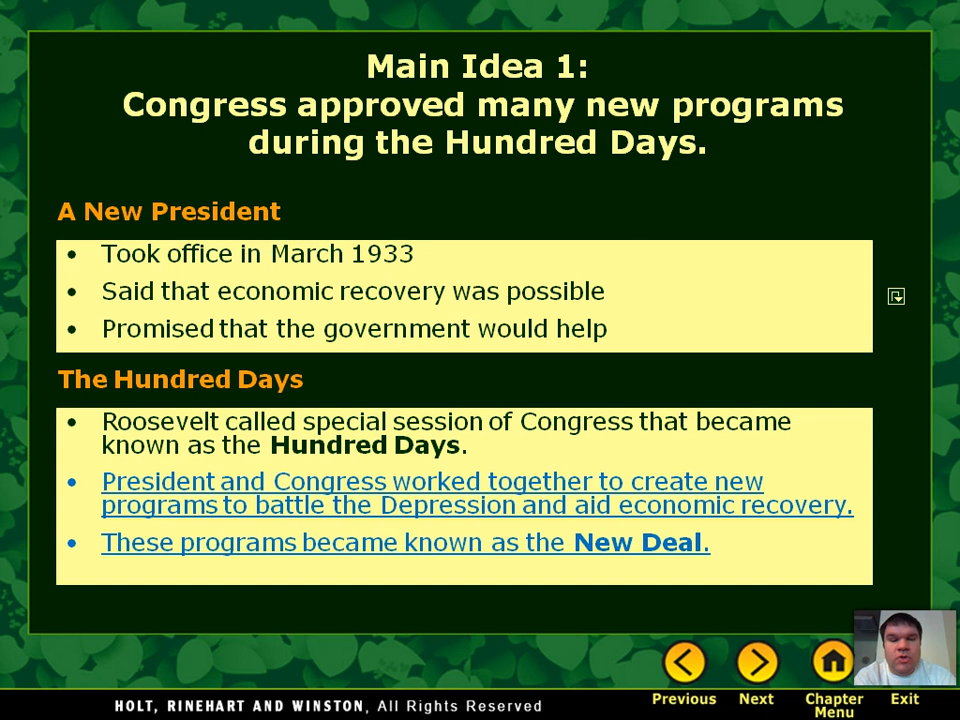 Main Idea 1:
Congress approved many new programs
during the Hundred Days.
A New President
• Took office in March 1933
• Said that economic recovery was possible
• Promised that the government would help
The Hundred Days
• Roosevelt called special session of Congress that became
known as the Hundred Days.
• President and Congress worked together to create new
programs to battle the Depression and aid economic recovery.
• These programs became known as the New Deal.
Previous Next Chapter Menu Exit
HOLT, RINEHART AND WINSTON, All Rights Reserved